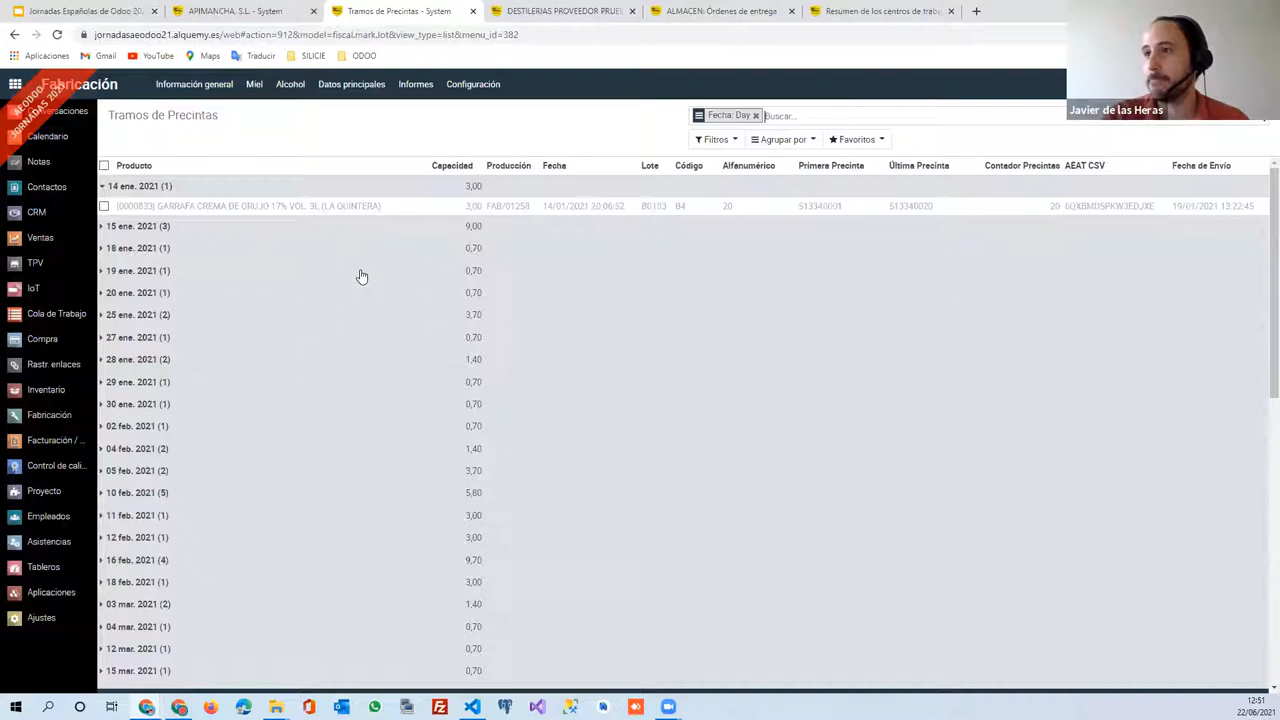 Jornadas Españolas de Odoo 202
APIMANCHA, S.L. - System
Tramos de Precintas - System
DESTILERIAS PROVEEDOR PRUE
ALMACEN: Órdenes de entrega
Resumen de los centros de traba
jornadasaeodoo21.alquemy.es/web#action=912&model=fiscal.mark.lot&view_type=list&menu_id=382
Aplicaciones Gmail YouTube Maps Traducir SILICIE ODOO
Fabricación Información general Miel Alcohol Datos principales Informes Configuración
AEODOO
JORNADAS 2021
Javier de las Heras
Conversaciones
Calendario
Notas
Contactos
CRM
Ventas
TPV
IoT
Cola de Trabajo
Compra
Rastr. enlaces
Inventario
Fabricación
Facturación / ...
Control de cali...
Proyecto
Empleados
Asistencias
Tableros
Aplicaciones
Ajustes
Tramos de Precintas
Fecha: Day × Buscar...
Filtros Agrupar por Favoritos
Producto Capacidad Producción Fecha Lote Código Alfanumérico Primera Precinta Última Precinta Contador Precintas AEAT CSV Fecha de Envío
14 ene. 2021 (1) 3,00
[0000833] GARRAFA CREMA DE ORUJO 17% VOL. 3L (LA QUINTERA) 3,00 FAB/01258 14/01/2021 20:06:52 B0183 B4 20 513340001 513340020 20 6QXBMDSPKW3EDJXE 19/01/2021 13:22:45
15 ene. 2021 (3) 9,00
18 ene. 2021 (1) 0,70
19 ene. 2021 (1) 0,70
20 ene. 2021 (1) 0,70
25 ene. 2021 (2) 3,70
27 ene. 2021 (1) 0,70
28 ene. 2021 (2) 1,40
29 ene. 2021 (1) 0,70
30 ene. 2021 (1) 0,70
02 feb. 2021 (1) 0,70
04 feb. 2021 (2) 1,40
05 feb. 2021 (2) 3,70
10 feb. 2021 (5) 5,80
11 feb. 2021 (1) 3,00
12 feb. 2021 (1) 3,00
16 feb. 2021 (4) 9,70
18 feb. 2021 (1) 3,00
03 mar. 2021 (2) 1,40
04 mar. 2021 (1) 0,70
12 mar. 2021 (1) 0,70
15 mar. 2021 (1) 0,70
12:51
22/06/2021